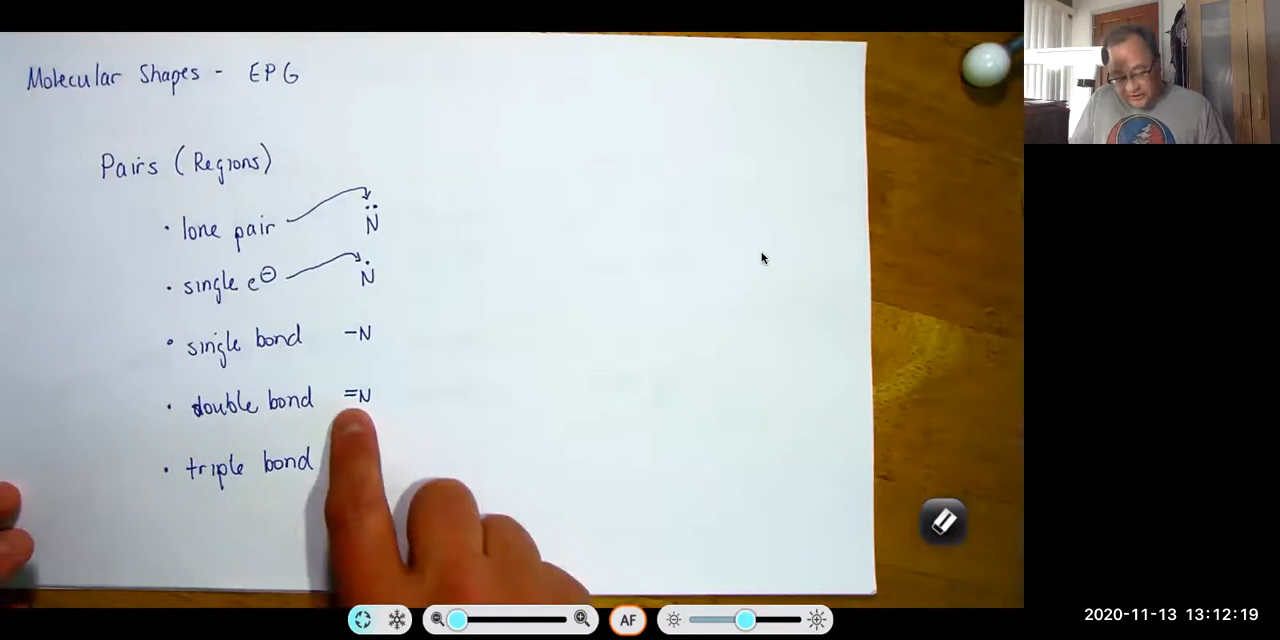 Molecular Shapes - EPG
Pairs (Regions)
· lone pair N̈
· single e⊖ Ṅ
· single bond -N
· double bond =N
· triple bond
AF
2020-11-13 13:12:19